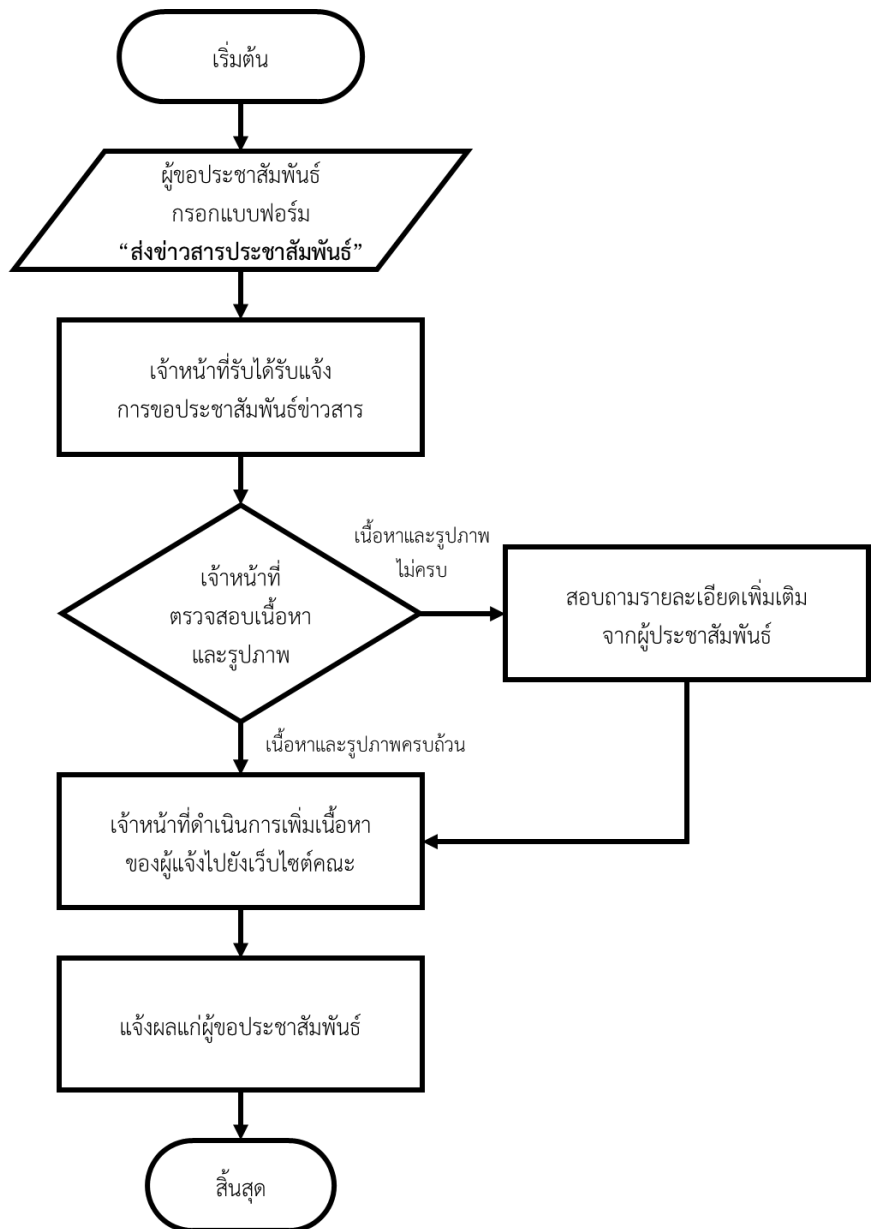 เริ่มต้น
ผู้ขอประชาสัมพันธ์
กรอกแบบฟอร์ม
“ส่งข่าวสารประชาสัมพันธ์”
เจ้าหน้าที่รับได้รับแจ้ง
การขอประชาสัมพันธ์ข่าวสาร
เจ้าหน้าที่
ตรวจสอบเนื้อหา
และรูปภาพ
เนื้อหาและรูปภาพ
ไม่ครบ
สอบถามรายละเอียดเพิ่มเติม
จากผู้ประชาสัมพันธ์
เนื้อหาและรูปภาพครบถ้วน
เจ้าหน้าที่ดำเนินการเพิ่มเนื้อหา
ของผู้แจ้งไปยังเว็บไซต์คณะ
แจ้งผลแก่ผู้ขอประชาสัมพันธ์
สิ้นสุด